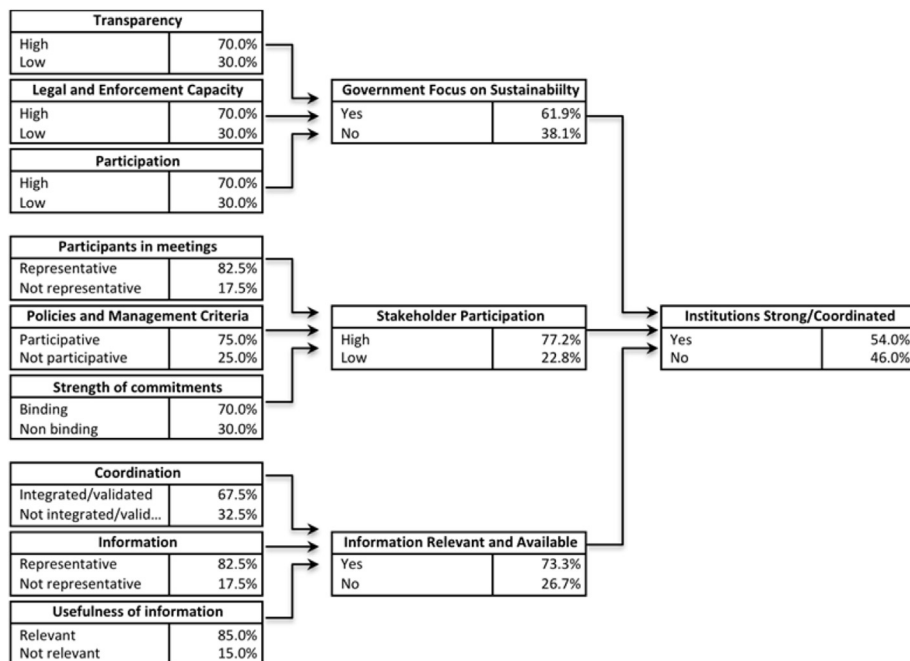 Transparency
High 70.0%
Low 30.0%
Legal and Enforcement Capacity
High 70.0%
Low 30.0%
Participation
High 70.0%
Low 30.0%
Government Focus on Sustainabiilty
Yes 61.9%
No 38.1%
Participants in meetings
Representative 82.5%
Not representative 17.5%
Policies and Management Criteria
Participative 75.0%
Not participative 25.0%
Strength of commitments
Binding 70.0%
Non binding 30.0%
Stakeholder Participation
High 77.2%
Low 22.8%
Institutions Strong/Coordinated
Yes 54.0%
No 46.0%
Coordination
Integrated/validated 67.5%
Not integrated/valid... 32.5%
Information
Representative 82.5%
Not representative 17.5%
Usefulness of information
Relevant 85.0%
Not relevant 15.0%
Information Relevant and Available
Yes 73.3%
No 26.7%